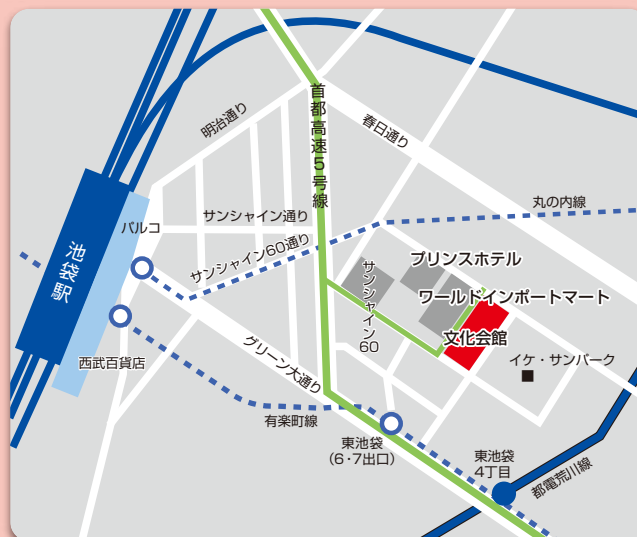 首都高速5号線
明治通り
春日通り
丸の内線
パルコ
サンシャイン通り
サンシャイン60通り
池袋駅
プリンスホテル
サンシャイン
60
ワールドインポートマート
文化会館
イケ・サンパーク
西武百貨店
グリーン大通り
有楽町線
東池袋
(6・7出口)
東池袋
4丁目
都電荒川線